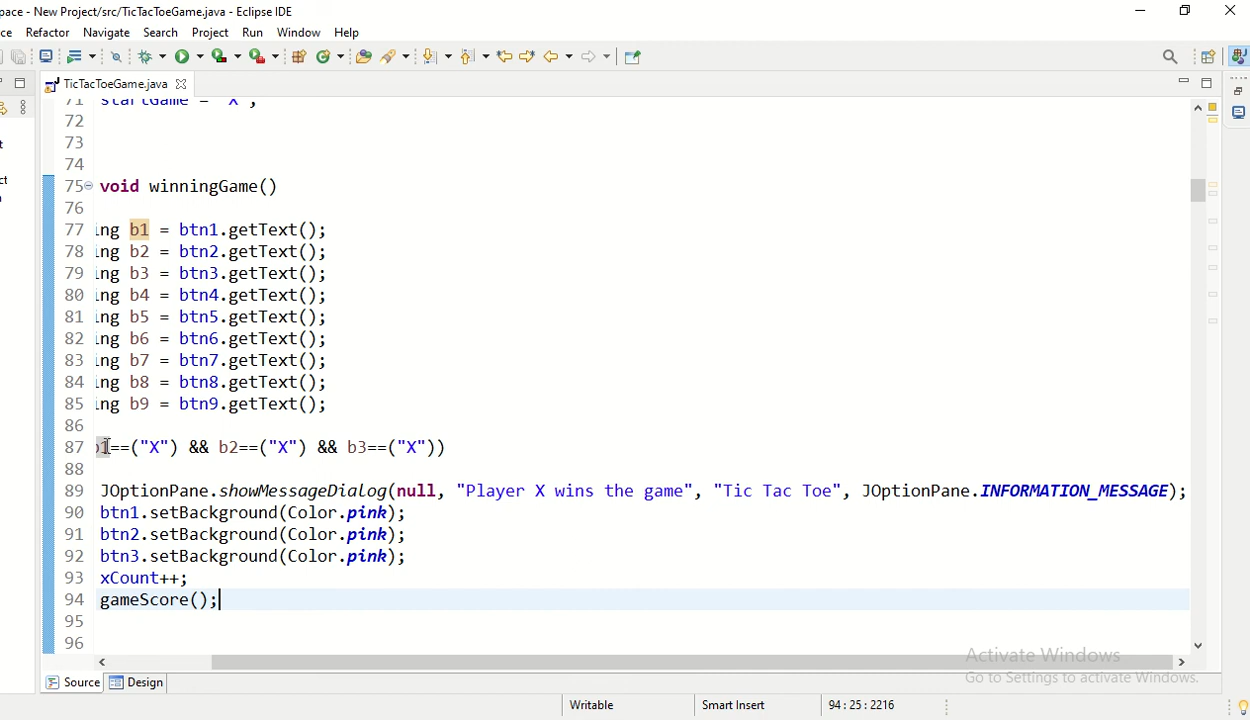 pace - New Project/src/TicTacToeGame.java - Eclipse IDE
ce Refactor Navigate Search Project Run Window Help
TicTacToeGame.java
71 startGame = "X";
72
73
74
75 void winningGame()
76
77 ing b1 = btn1.getText();
78 ing b2 = btn2.getText();
79 ing b3 = btn3.getText();
80 ing b4 = btn4.getText();
81 ing b5 = btn5.getText();
82 ing b6 = btn6.getText();
83 ing b7 = btn7.getText();
84 ing b8 = btn8.getText();
85 ing b9 = btn9.getText();
86
87 b1==("X") && b2==("X") && b3==("X"))
88
89 JOptionPane.showMessageDialog(null, "Player X wins the game", "Tic Tac Toe", JOptionPane.INFORMATION_MESSAGE);
90 btn1.setBackground(Color.pink);
91 btn2.setBackground(Color.pink);
92 btn3.setBackground(Color.pink);
93 xCount++;
94 gameScore();
95
96
Activate Windows
Go to Settings to activate Windows.
Source Design
Writable Smart Insert 94:25:2216